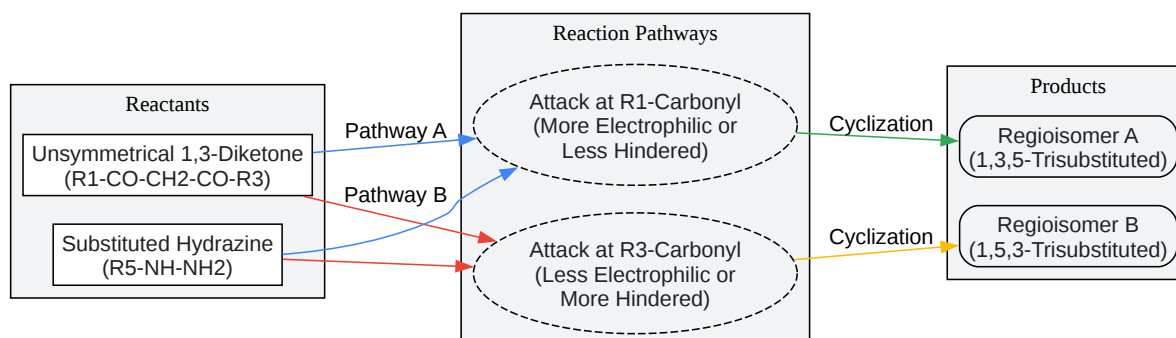 Reactants
Unsymmetrical 1,3-Diketone
(R1-CO-CH2-CO-R3)
Substituted Hydrazine
(R5-NH-NH2)
Pathway A
Pathway B
Reaction Pathways
Attack at R1-Carbonyl
(More Electrophilic or
Less Hindered)
Attack at R3-Carbonyl
(Less Electrophilic or
More Hindered)
Cyclization
Cyclization
Products
Regioisomer A
(1,3,5-Trisubstituted)
Regioisomer B
(1,5,3-Trisubstituted)